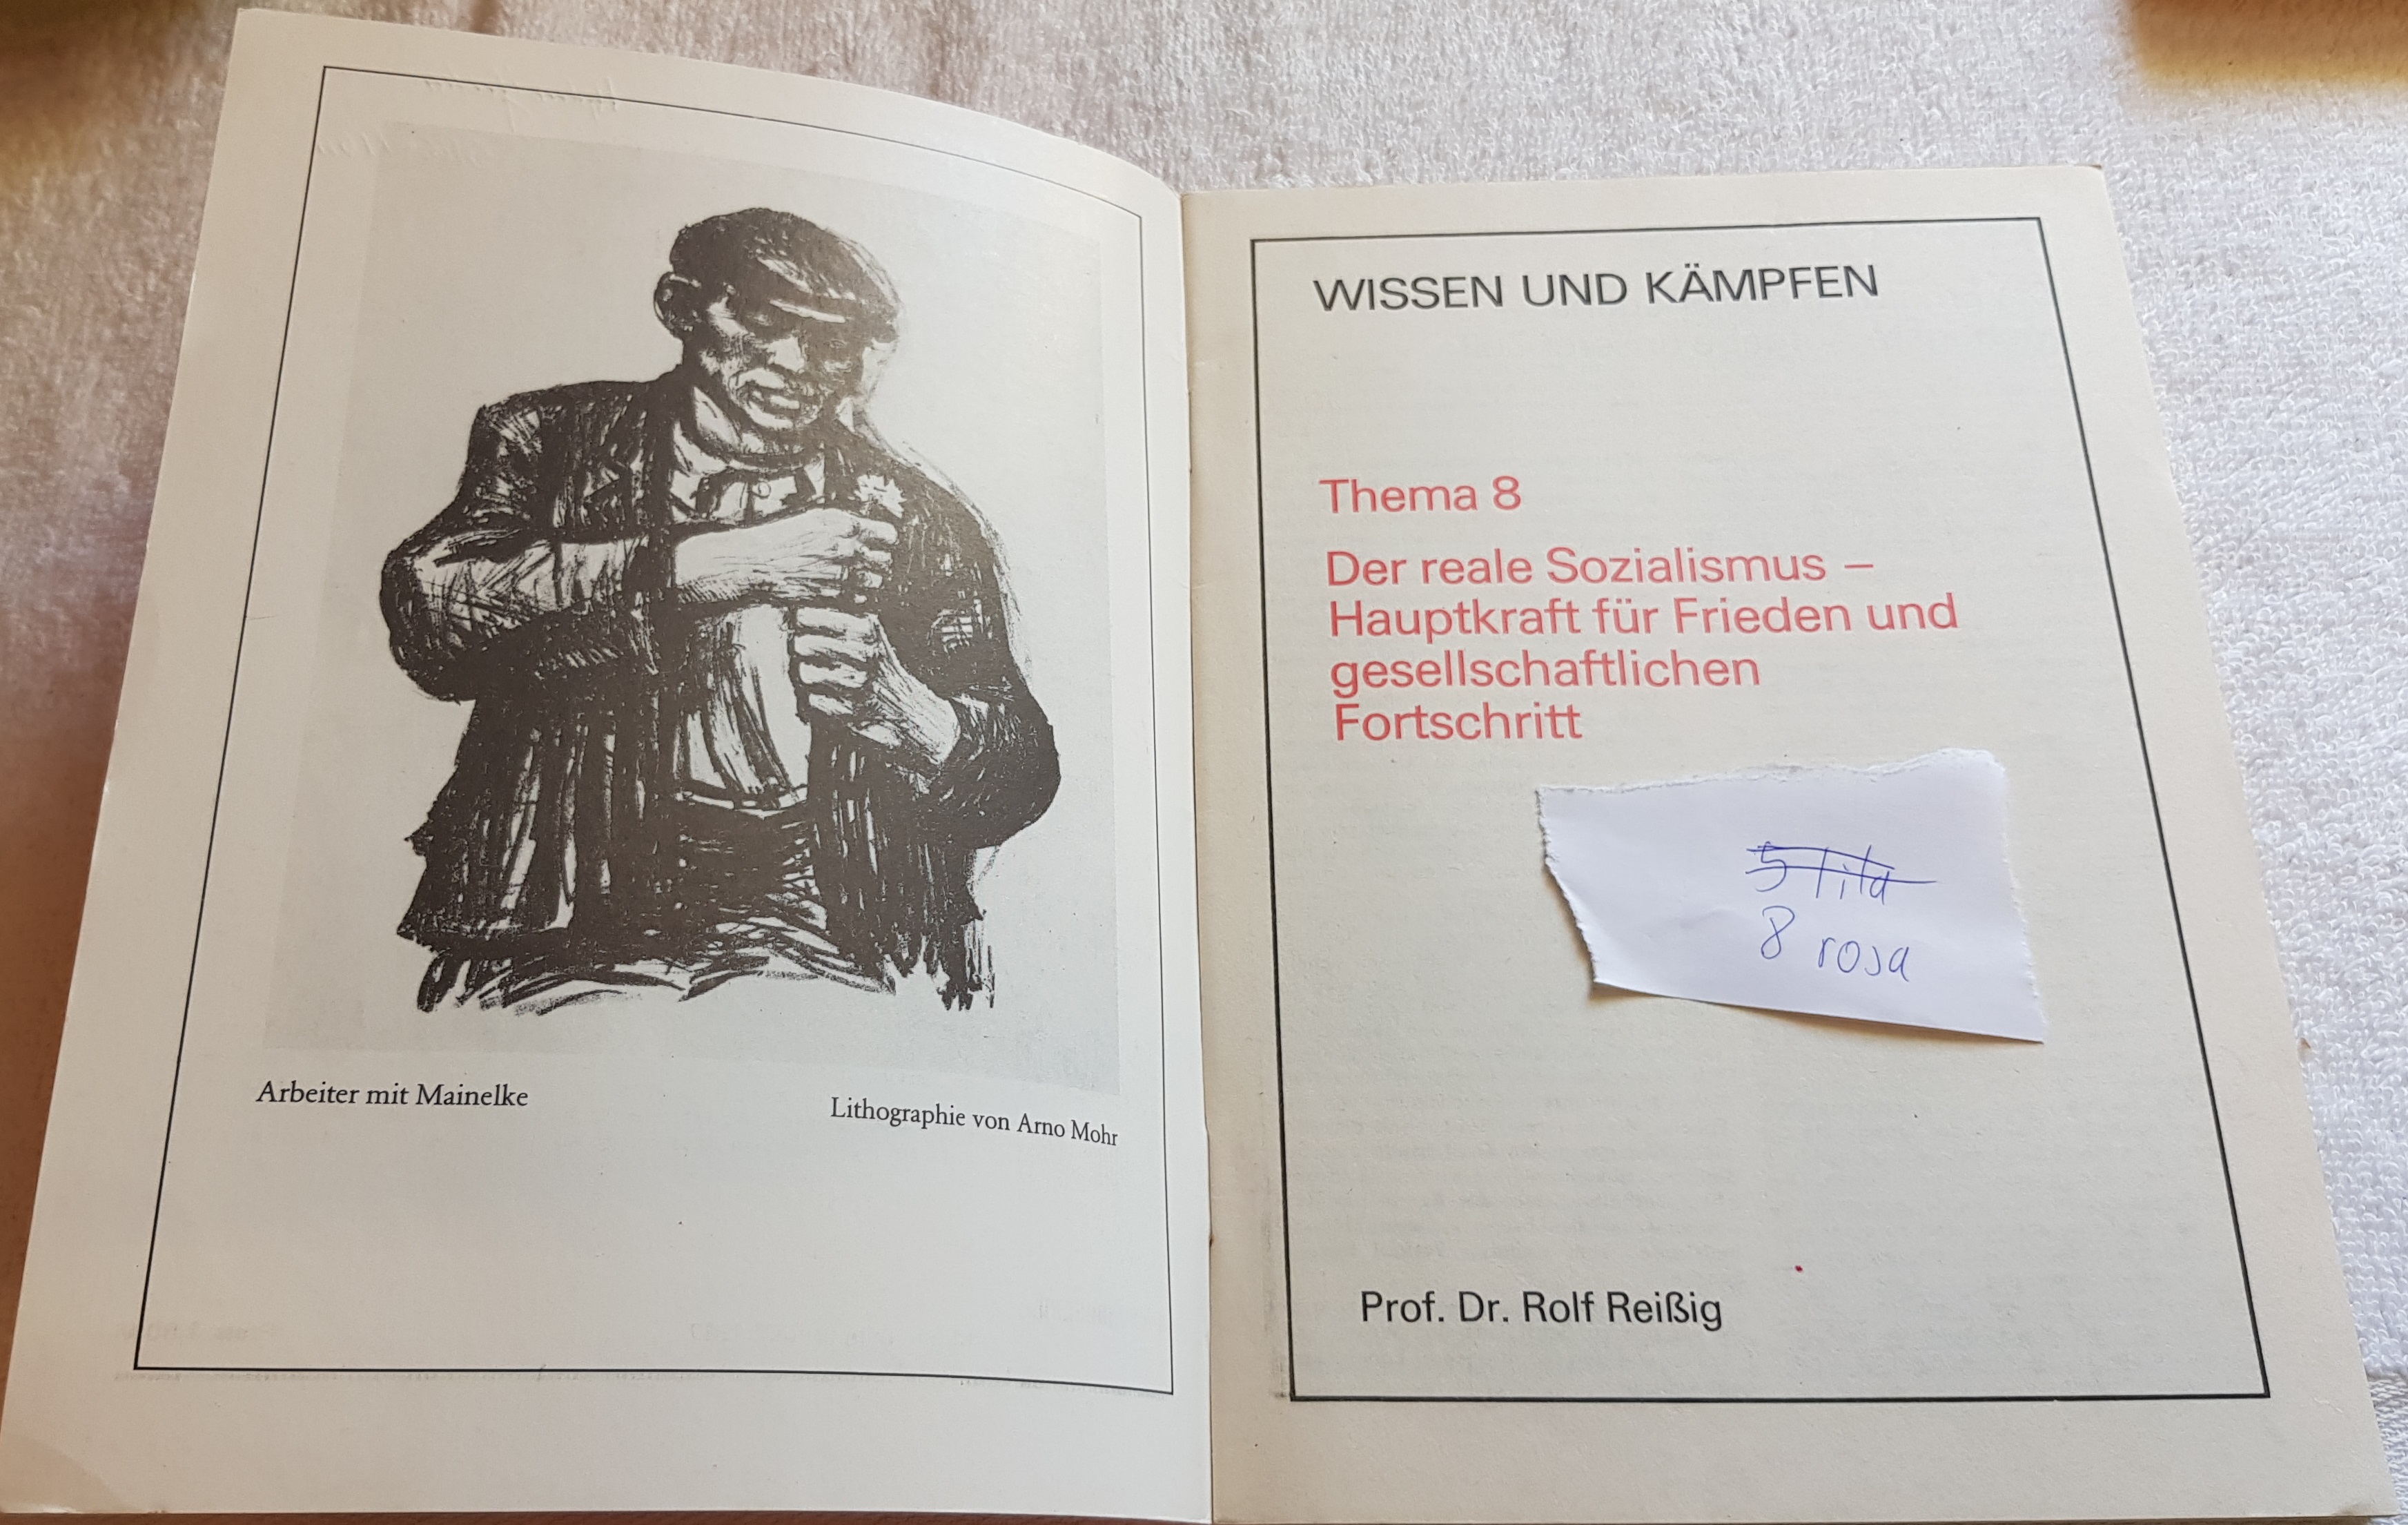 Arbeiter mit Mainelke
Lithographie von Arno Mohr
WISSEN UND KÄMPFEN
Thema 8
Der reale Sozialismus –
Hauptkraft für Frieden und
gesellschaftlichen
Fortschritt
5 lila
8 rosa
Prof. Dr. Rolf Reißig